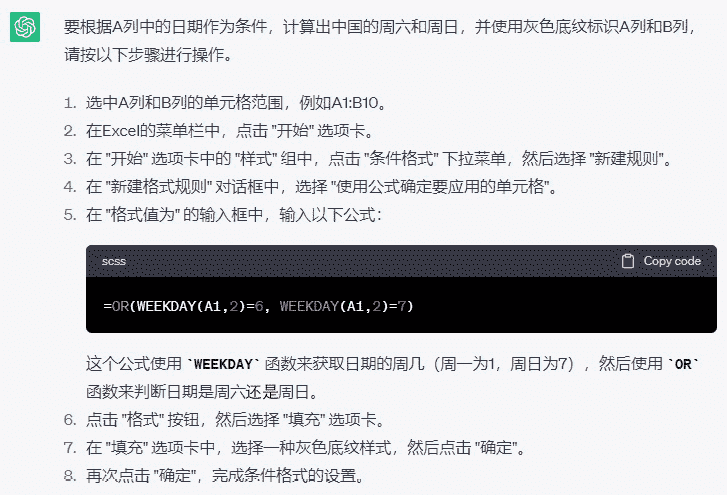 要根据A列中的日期作为条件，计算出中国的周六和周日，并使用灰色底纹标识A列和B列，
请按以下步骤进行操作。
1. 选中A列和B列的单元格范围，例如A1:B10。
2. 在Excel的菜单栏中，点击 "开始" 选项卡。
3. 在 "开始" 选项卡中的 "样式" 组中，点击 "条件格式" 下拉菜单，然后选择 "新建规则"。
4. 在 "新建格式规则" 对话框中，选择 "使用公式确定要应用的单元格"。
5. 在 "格式值为" 的输入框中，输入以下公式：
scss Copy code
=OR(WEEKDAY(A1,2)=6, WEEKDAY(A1,2)=7)
这个公式使用 `WEEKDAY` 函数来获取日期的周几（周一为1，周日为7），然后使用 `OR`
函数来判断日期是周六还是周日。
6. 点击 "格式" 按钮，然后选择 "填充" 选项卡。
7. 在 "填充" 选项卡中，选择一种灰色底纹样式，然后点击 "确定"。
8. 再次点击 "确定"，完成条件格式的设置。